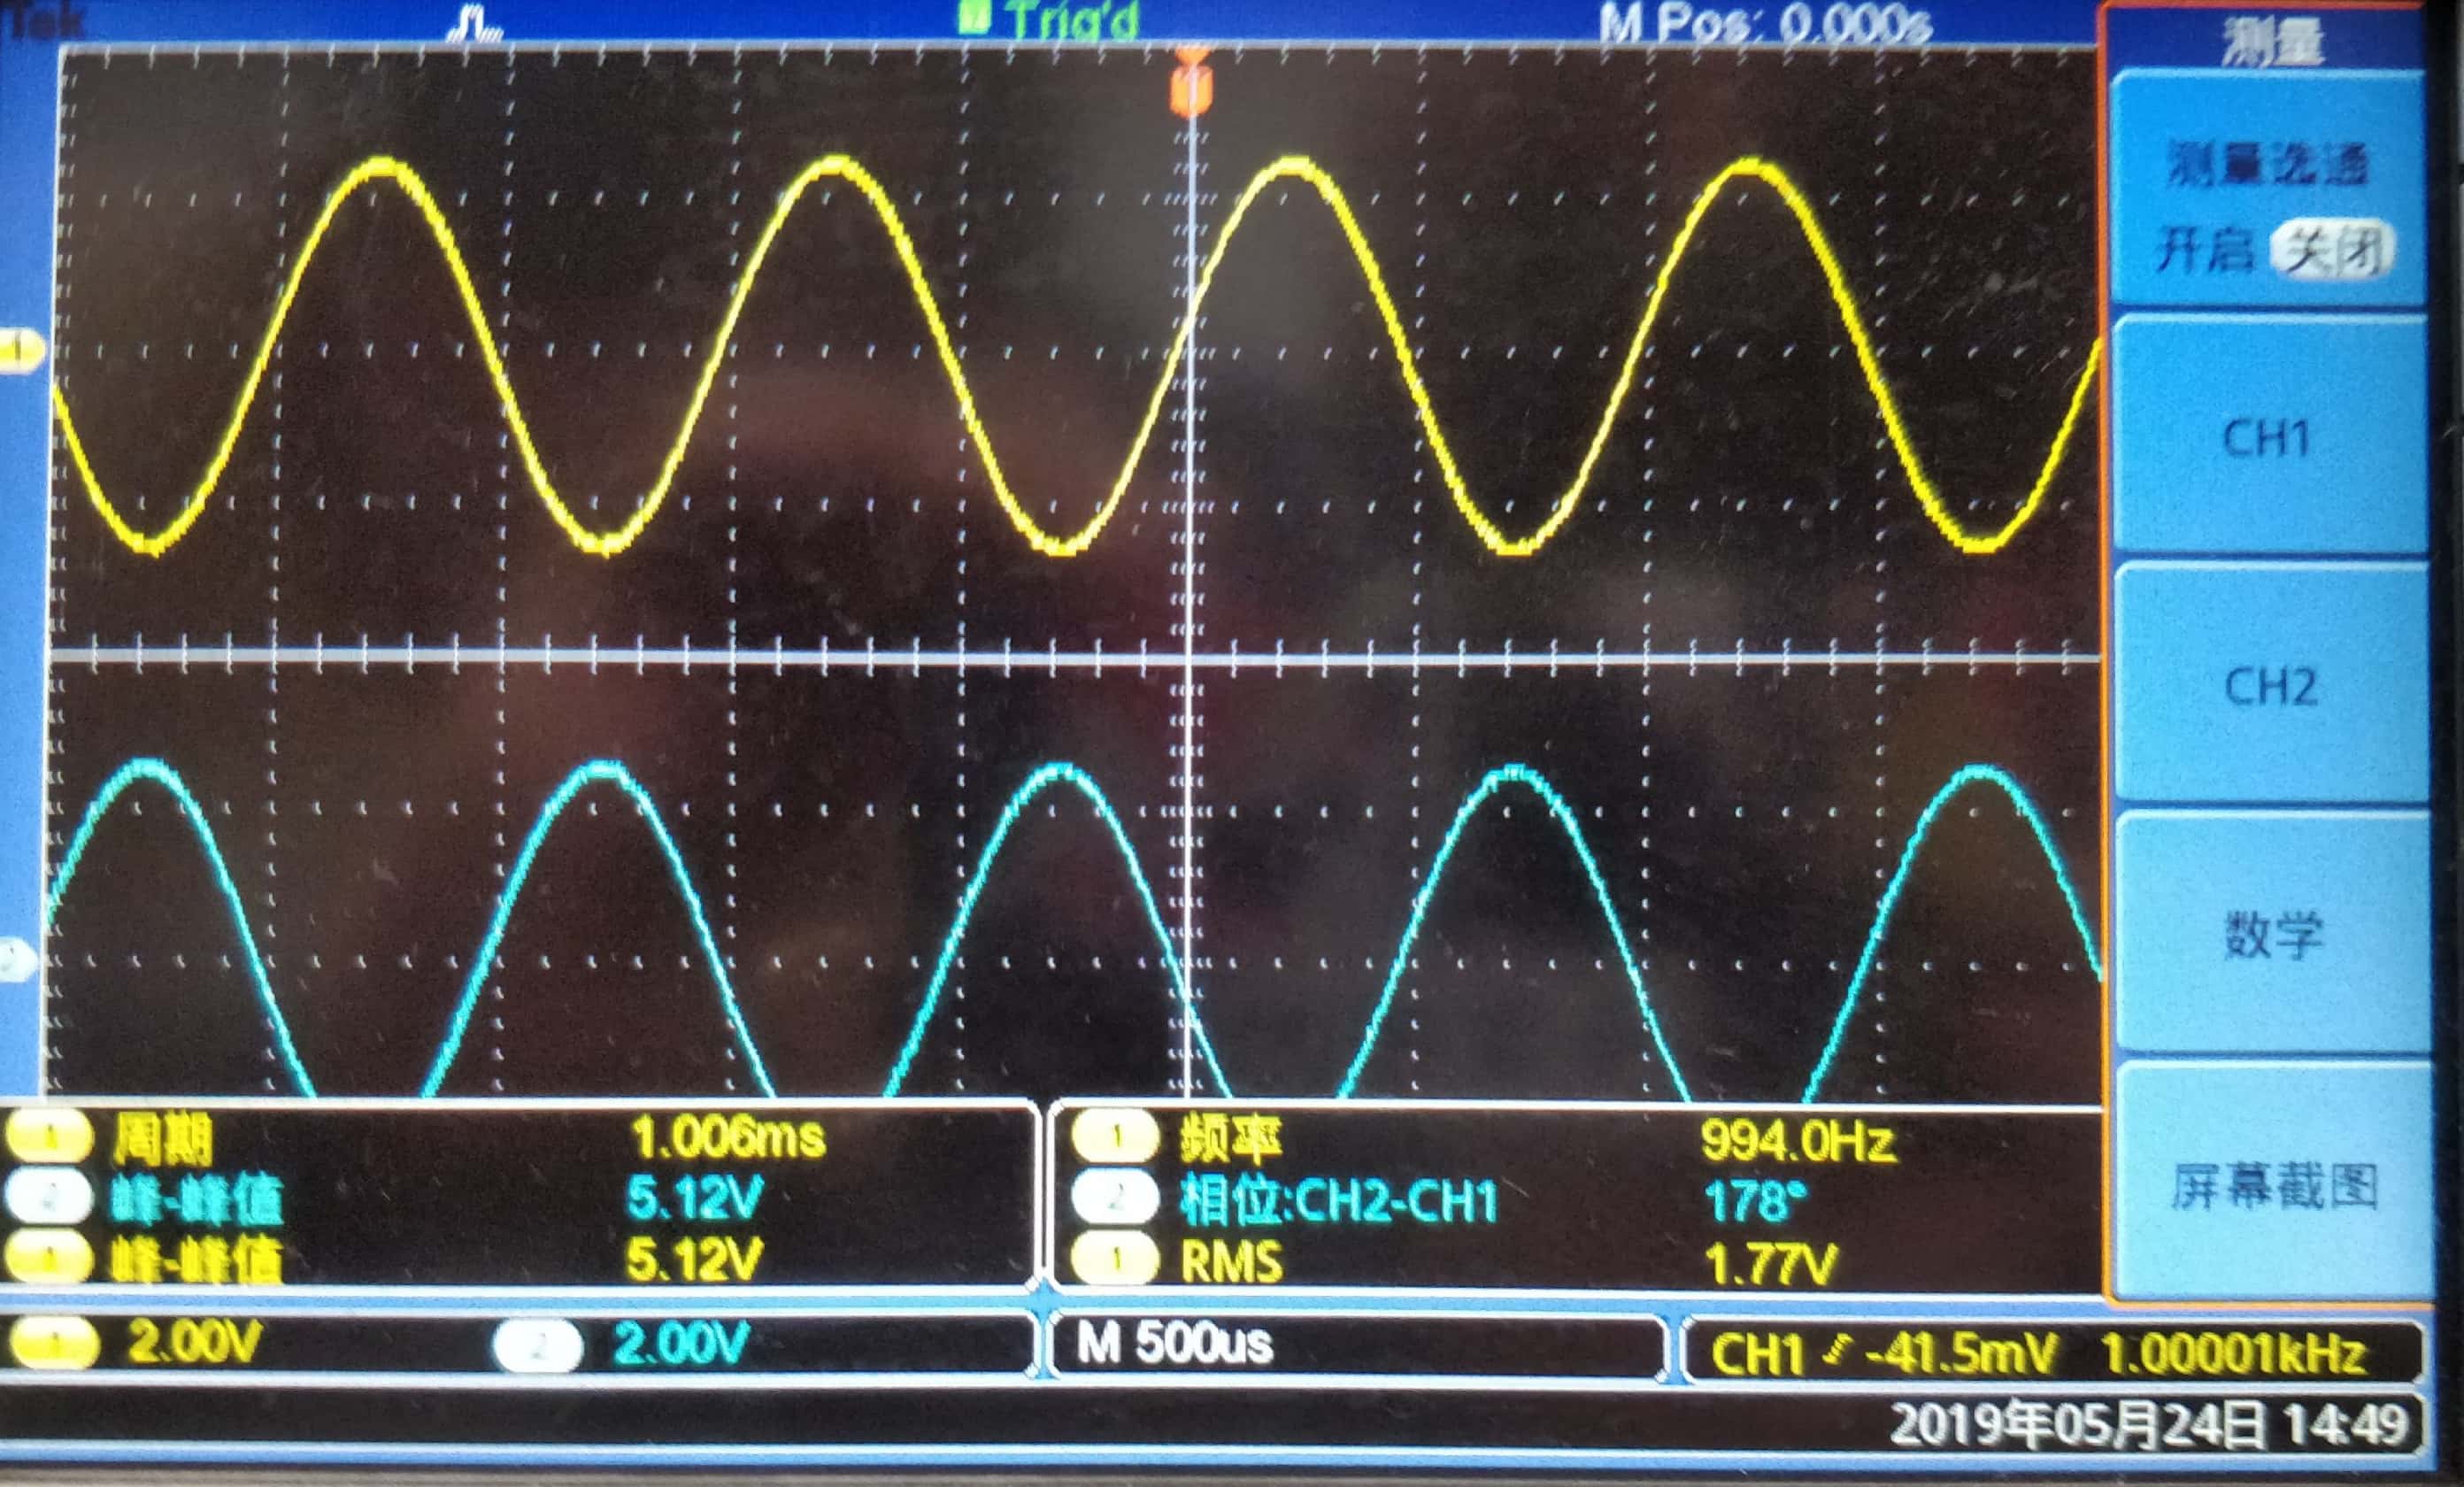 Tek Trig'd M Pos: 0.000s
测量
测量选通
开启 关闭
1
CH1
CH2
2
数学
屏幕截图
1 周期 1.006ms
2 峰-峰值 5.12V
1 峰-峰值 5.12V
1 频率 994.0Hz
2 相位:CH2-CH1 178°
1 RMS 1.77V
1 2.00V 2 2.00V M 500us CH1 -41.5mV 1.00001kHz
2019年05月24日 14:49